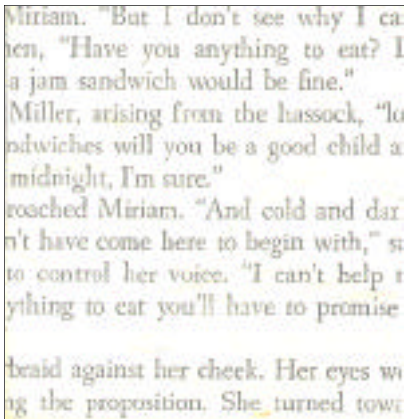 Miriam. "But I don't see why I ca
hen, "Have you anything to eat? I
a jam sandwich would be fine."
Miller, arising from the hassock, "lo
ndwiches will you be a good child a
midnight, I'm sure."
roached Miriam. "And cold and dar
n't have come here to begin with," s
to control her voice. "I can't help
ything to eat you'll have to promise
braid against her cheek. Her eyes w
ng the proposition. She turned tow